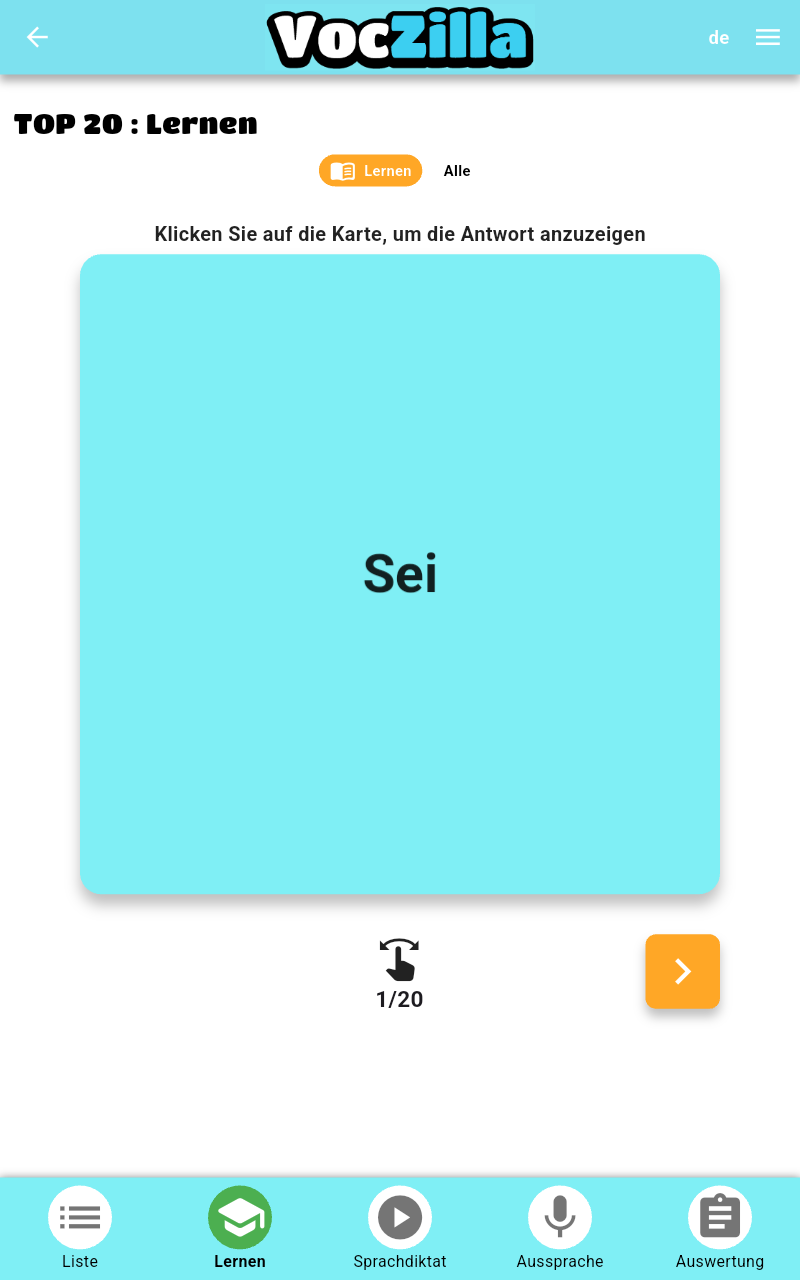 VocZilla
de
TOP 20 : Lernen
Lernen
Alle
Klicken Sie auf die Karte, um die Antwort anzuzeigen
Sei
1/20
Liste
Lernen
Sprachdiktat
Aussprache
Auswertung